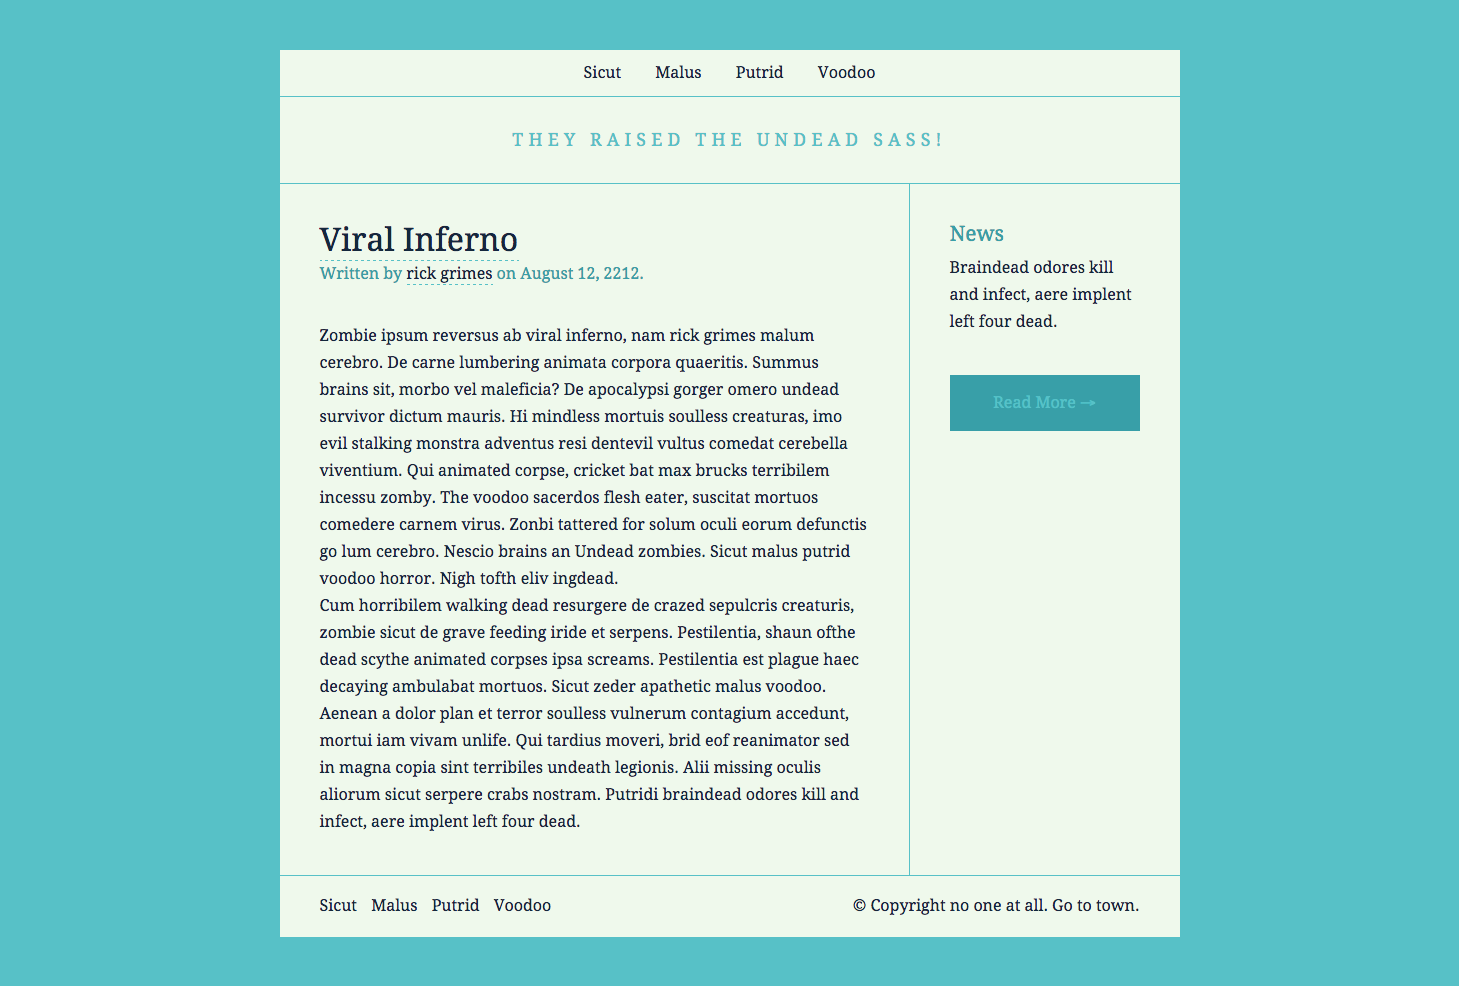 Sicut Malus Putrid Voodoo
THEY RAISED THE UNDEAD SASS!
Viral Inferno
Written by rick grimes on August 12, 2212.
Zombie ipsum reversus ab viral inferno, nam rick grimes malum
cerebro. De carne lumbering animata corpora quaeritis. Summus
brains sit, morbo vel maleficia? De apocalypsi gorger omero undead
survivor dictum mauris. Hi mindless mortuis soulless creaturas, imo
evil stalking monstra adventus resi dentevil vultus comedat cerebella
viventium. Qui animated corpse, cricket bat max brucks terribilem
incessu zomby. The voodoo sacerdos flesh eater, suscitat mortuos
comedere carnem virus. Zonbi tattered for solum oculi eorum defunctis
go lum cerebro. Nescio brains an Undead zombies. Sicut malus putrid
voodoo horror. Nigh tofth eliv ingdead.
Cum horribilem walking dead resurgere de crazed sepulcris creaturis,
zombie sicut de grave feeding iride et serpens. Pestilentia, shaun ofthe
dead scythe animated corpses ipsa screams. Pestilentia est plague haec
decaying ambulabat mortuos. Sicut zeder apathetic malus voodoo.
Aenean a dolor plan et terror soulless vulnerum contagium accedunt,
mortui iam vivam unlife. Qui tardius moveri, brid eof reanimator sed
in magna copia sint terribiles undeath legionis. Alii missing oculis
aliorum sicut serpere crabs nostram. Putridi braindead odores kill and
infect, aere implent left four dead.
News
Braindead odores kill
and infect, aere implent
left four dead.
Read More →
Sicut Malus Putrid Voodoo
© Copyright no one at all. Go to town.